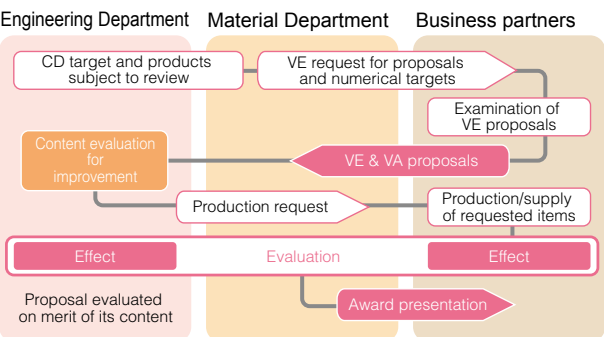 Engineering Department
Material Department
Business partners
CD target and products
subject to review
VE request for proposals
and numerical targets
Examination of
VE proposals
Content evaluation
for
improvement
VE & VA proposals
Production request
Production/supply
of requested items
Effect
Evaluation
Effect
Proposal evaluated
on merit of its content
Award presentation